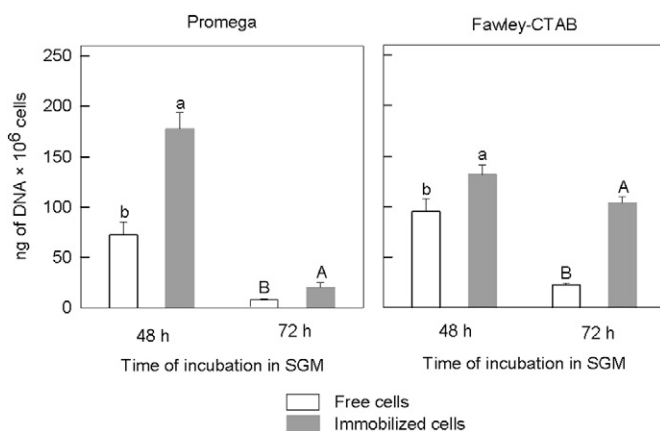 Promega
Fawley-CTAB
ng of DNA × 10⁶ cells
250
200
150
100
50
0
b
a
B
A
b
a
B
A
48 h
72 h
48 h
72 h
Time of incubation in SGM
Time of incubation in SGM
Free cells
Immobilized cells